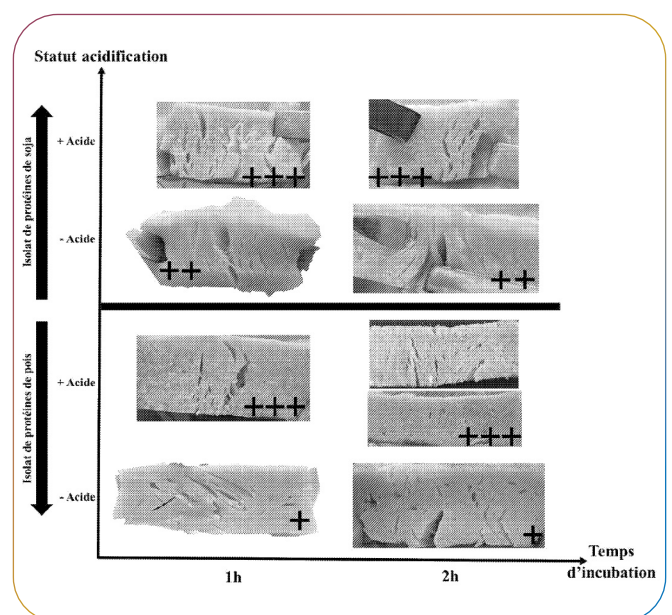 Statut acidification
Isolat de protéines de soja
+ Acide
+++
+++
- Acide
++
++
Isolat de protéines de pois
+ Acide
+++
+++
- Acide
+
+
1h
2h
Temps
d'incubation